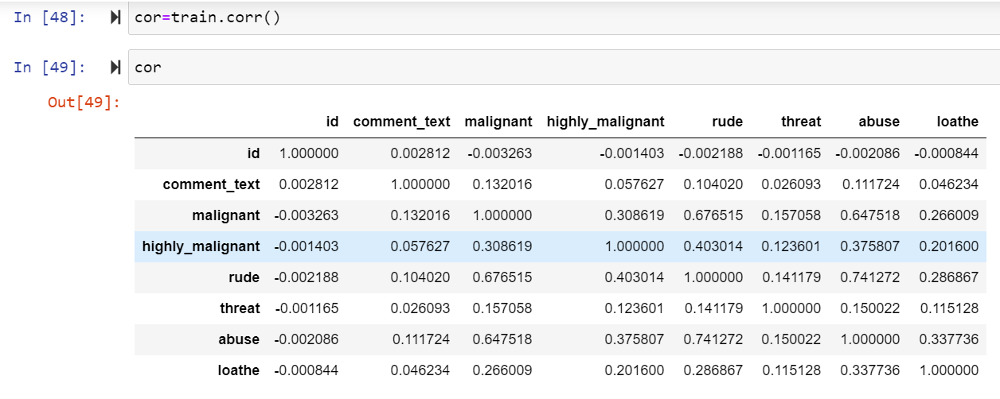 In [48]: cor=train.corr()
In [49]: cor
Out[49]:
id comment_text malignant highly_malignant rude threat abuse loathe
id 1.000000 0.002812 -0.003263 -0.001403 -0.002188 -0.001165 -0.002086 -0.000844
comment_text 0.002812 1.000000 0.132016 0.057627 0.104020 0.026093 0.111724 0.046234
malignant -0.003263 0.132016 1.000000 0.308619 0.676515 0.157058 0.647518 0.266009
highly_malignant -0.001403 0.057627 0.308619 1.000000 0.403014 0.123601 0.375807 0.201600
rude -0.002188 0.104020 0.676515 0.403014 1.000000 0.141179 0.741272 0.286867
threat -0.001165 0.026093 0.157058 0.123601 0.141179 1.000000 0.150022 0.115128
abuse -0.002086 0.111724 0.647518 0.375807 0.741272 0.150022 1.000000 0.337736
loathe -0.000844 0.046234 0.266009 0.201600 0.286867 0.115128 0.337736 1.000000